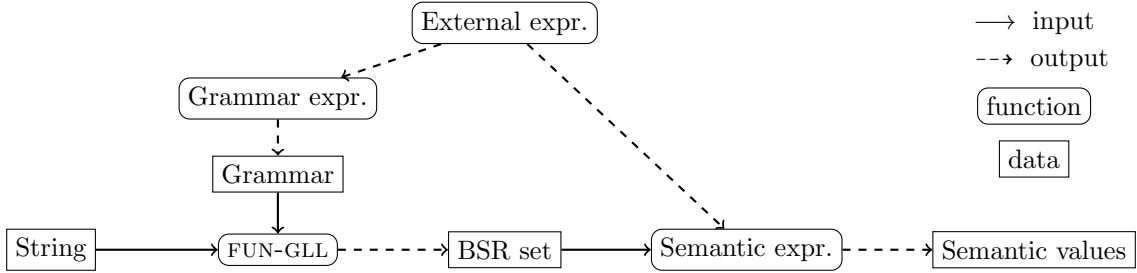 External expr.
input
output
Grammar expr.
function
Grammar
data
String
FUN-GLL
BSR set
Semantic expr.
Semantic values